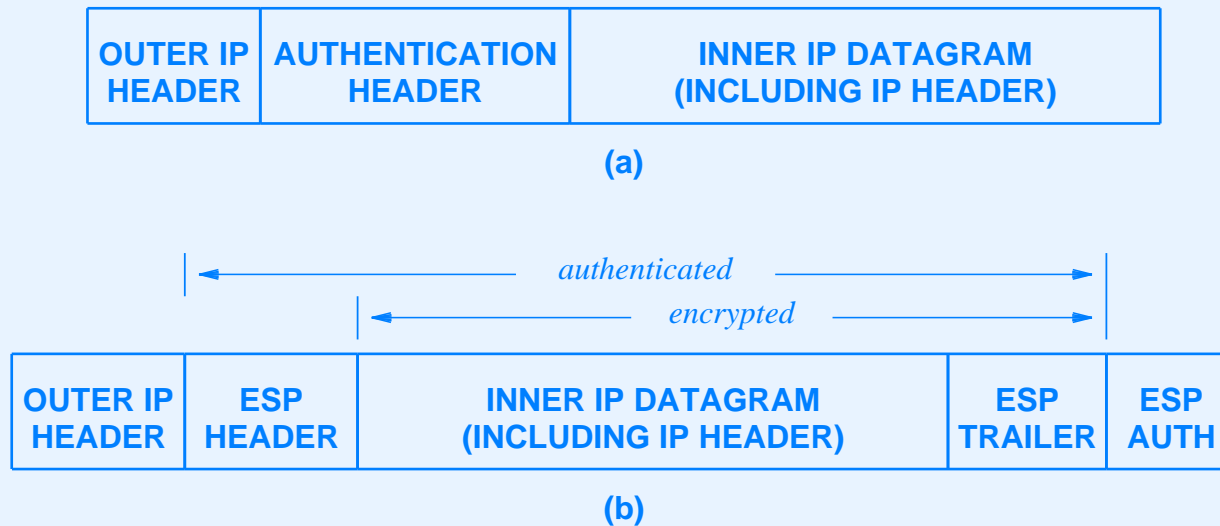 OUTER IP HEADER
AUTHENTICATION HEADER
INNER IP DATAGRAM
(INCLUDING IP HEADER)
(a)
authenticated
encrypted
OUTER IP HEADER
ESP HEADER
INNER IP DATAGRAM
(INCLUDING IP HEADER)
ESP TRAILER
ESP AUTH
(b)